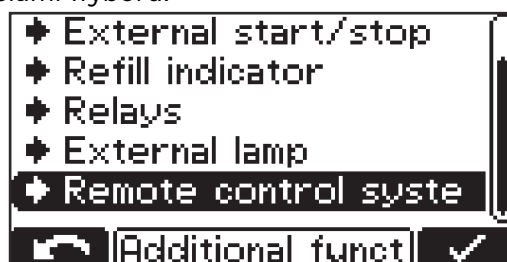 External start/stop
Refill indicator
Relays
External lamp
Remote control syste
Additional funct